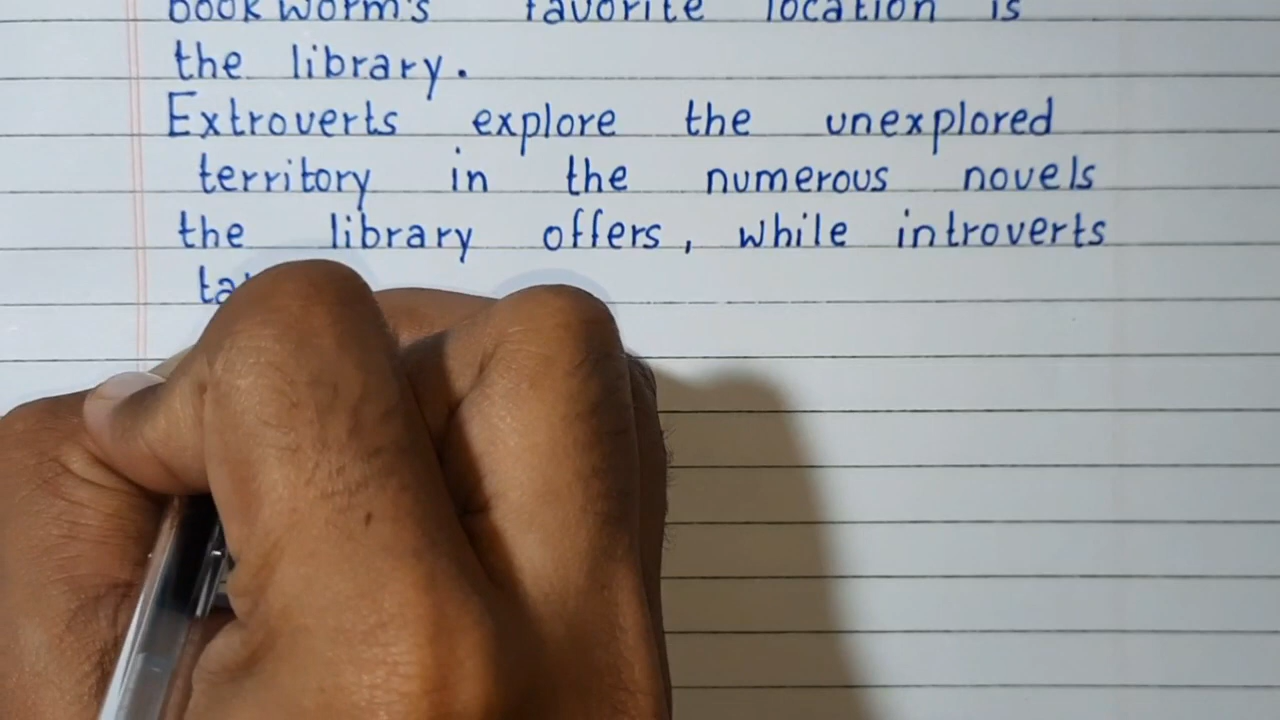 bookworm's favorite location is
the library.
Extroverts explore the unexplored
territory in the numerous novels
the library offers, while introverts